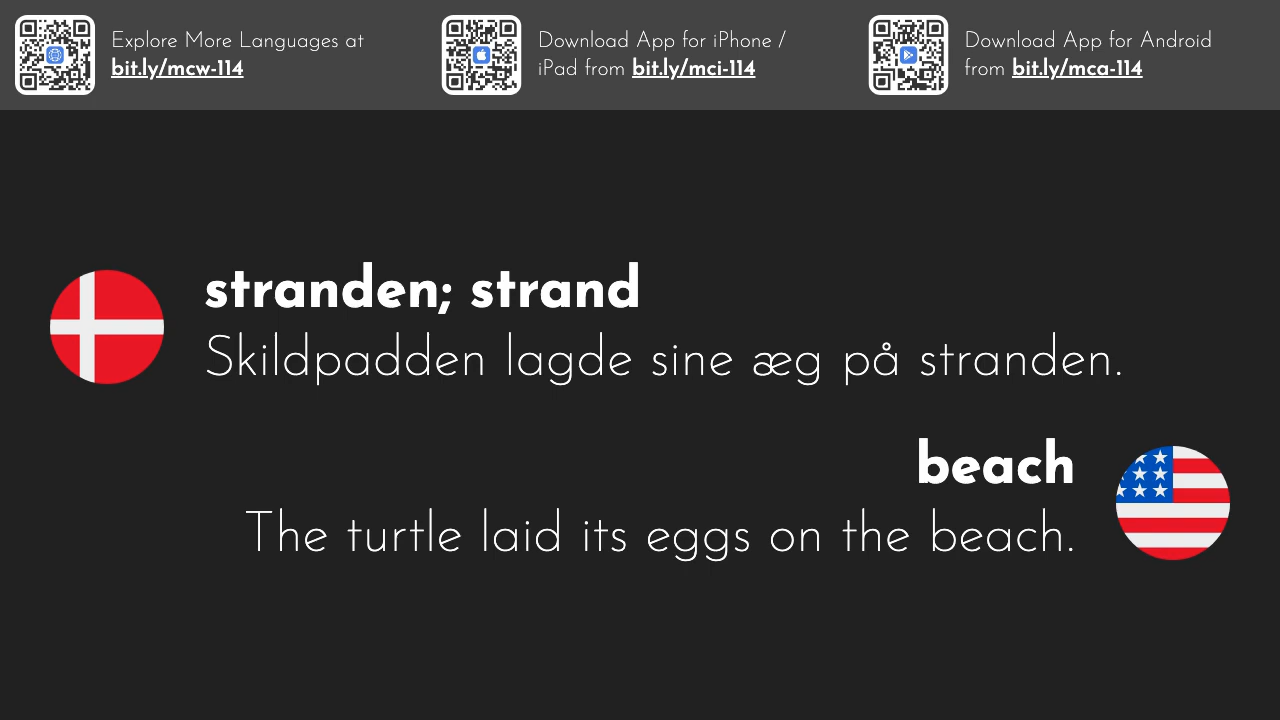 Explore More Languages at
bit.ly/mcw-114
Download App for iPhone /
iPad from bit.ly/mci-114
Download App for Android
from bit.ly/mca-114
stranden; strand
Skildpadden lagde sine æg på stranden.
beach
The turtle laid its eggs on the beach.